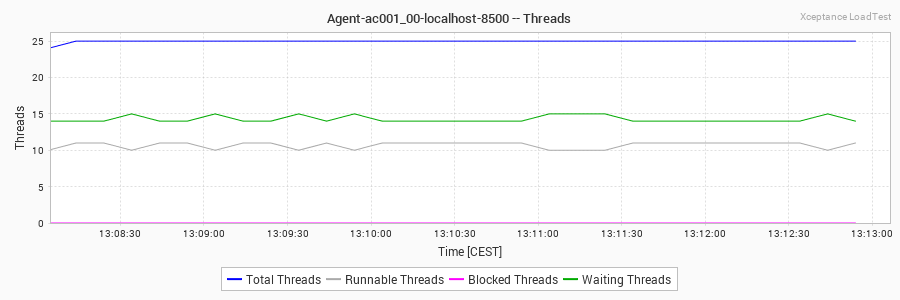 Agent-ac001_00-localhost-8500 -- Threads
Xceptance LoadTest
Threads
25
20
15
10
5
0
13:08:30 13:09:00 13:09:30 13:10:00 13:10:30 13:11:00 13:11:30 13:12:00 13:12:30 13:13:00
Time [CEST]
Total Threads Runnable Threads Blocked Threads Waiting Threads